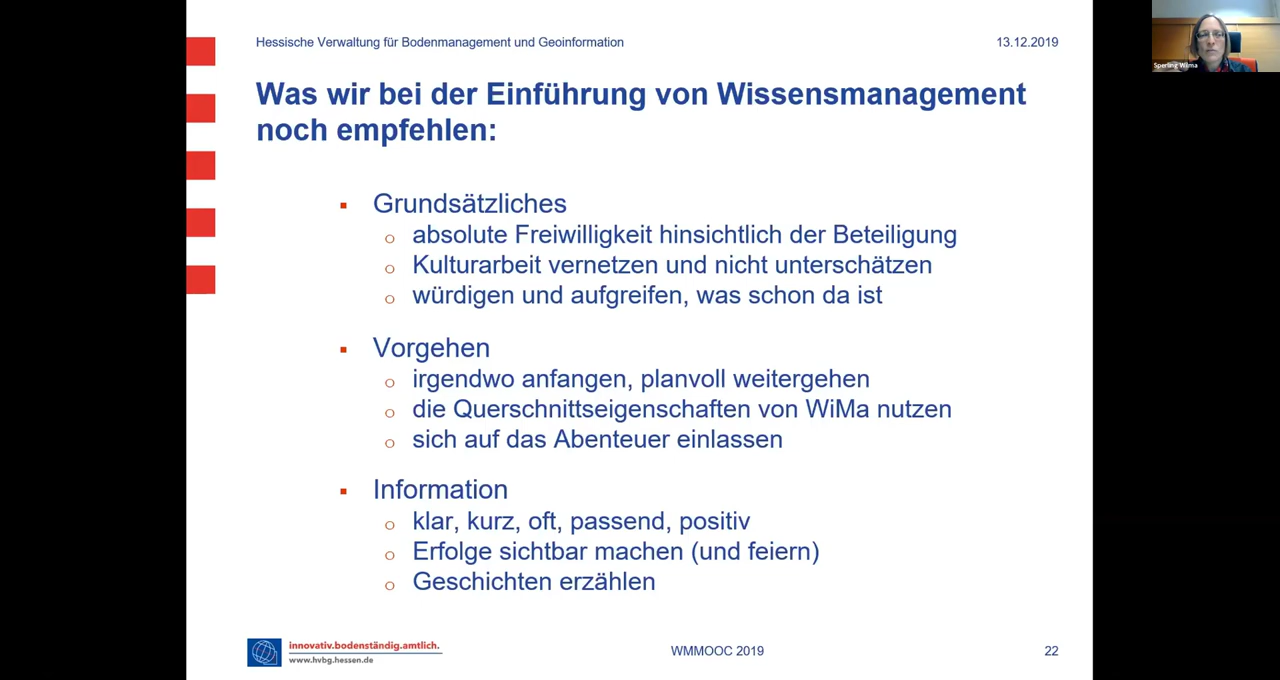 Hessische Verwaltung für Bodenmanagement und Geoinformation
13.12.2019
Sperling Wilma
Was wir bei der Einführung von Wissensmanagement
noch empfehlen:
▪ Grundsätzliches
o absolute Freiwilligkeit hinsichtlich der Beteiligung
o Kulturarbeit vernetzen und nicht unterschätzen
o würdigen und aufgreifen, was schon da ist
▪ Vorgehen
o irgendwo anfangen, planvoll weitergehen
o die Querschnittseigenschaften von WiMa nutzen
o sich auf das Abenteuer einlassen
▪ Information
o klar, kurz, oft, passend, positiv
o Erfolge sichtbar machen (und feiern)
o Geschichten erzählen
innovativ.bodenständig.amtlich.
www.hvbg.hessen.de
WMMOOC 2019
22